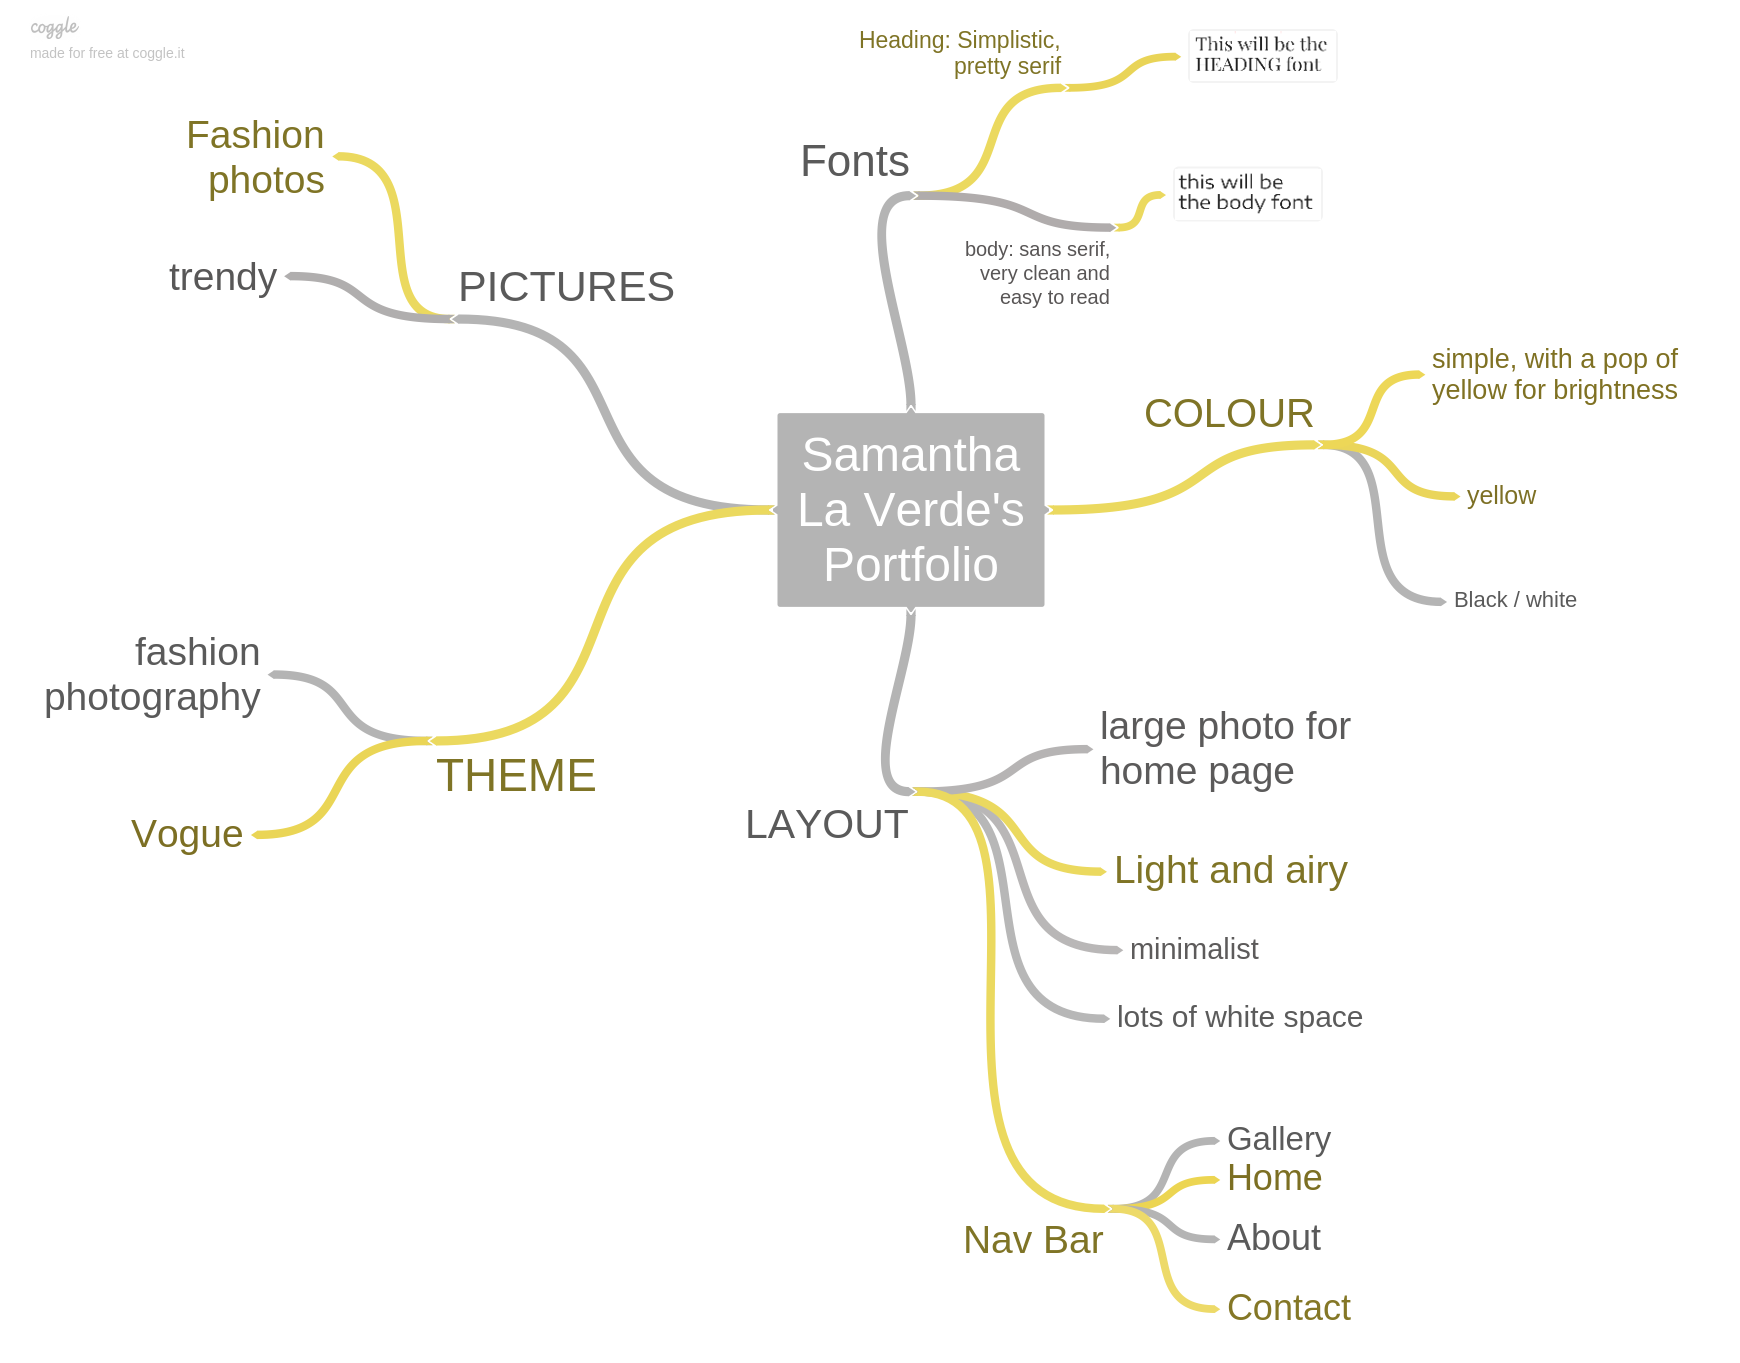 coggle
made for free at coggle.it
Heading: Simplistic,
pretty serif
This will be the
HEADING font
Fonts
this will be
the body font
body: sans serif,
very clean and
easy to read
Fashion
photos
trendy
PICTURES
simple, with a pop of
yellow for brightness
COLOUR
yellow
Black / white
Samantha
La Verde's
Portfolio
fashion
photography
THEME
Vogue
large photo for
home page
LAYOUT
Light and airy
minimalist
lots of white space
Gallery
Home
Nav Bar
About
Contact